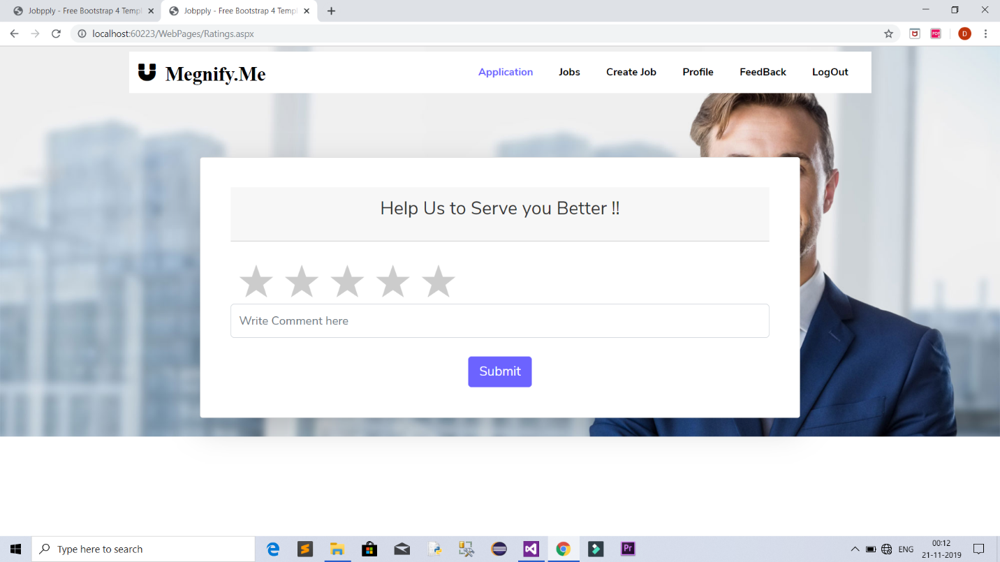 Jobpply - Free Bootstrap 4 Templ
Jobpply - Free Bootstrap 4 Templ
localhost:60223/WebPages/Ratings.aspx
PDF
D
Megnify.Me
Application
Jobs
Create Job
Profile
FeedBack
LogOut
Help Us to Serve you Better !!
Write Comment here
Submit
Type here to search
Pr
ENG
00:12
21-11-2019